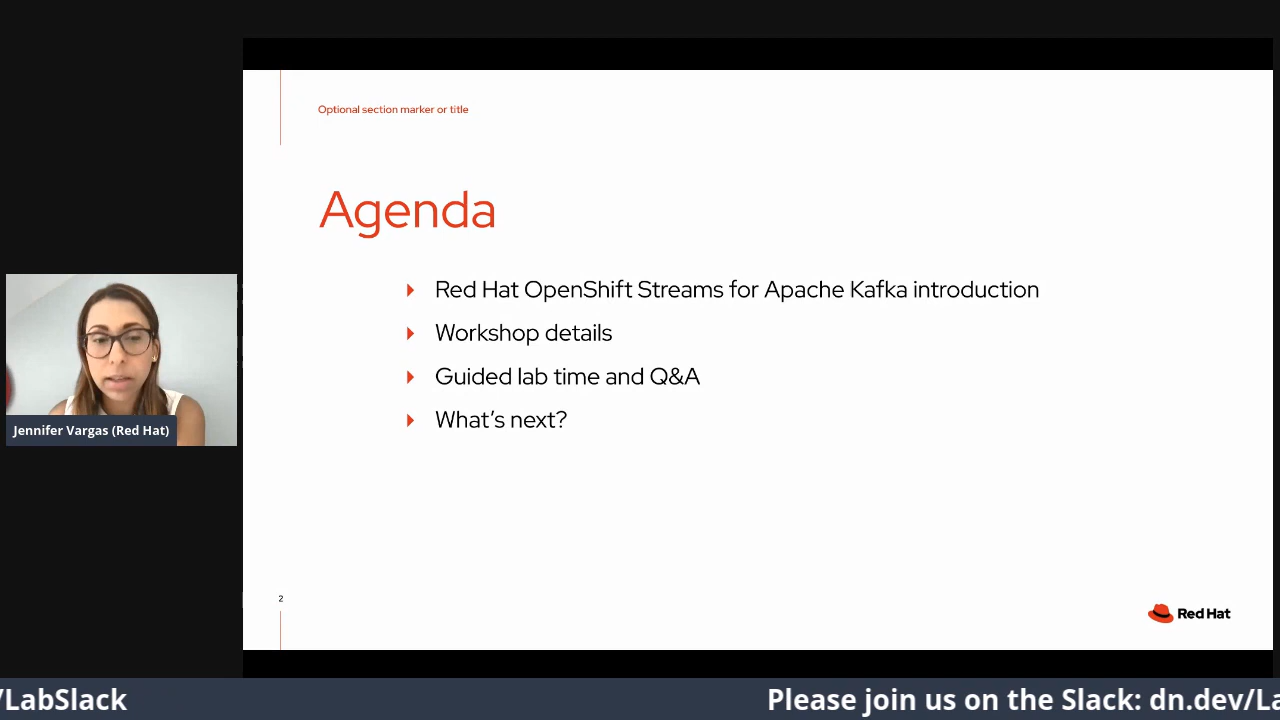 Optional section marker or title
Agenda
Red Hat OpenShift Streams for Apache Kafka introduction
Workshop details
Guided lab time and Q&A
What's next?
Jennifer Vargas (Red Hat)
2
Red Hat
/LabSlack
Please join us on the Slack: dn.dev/La